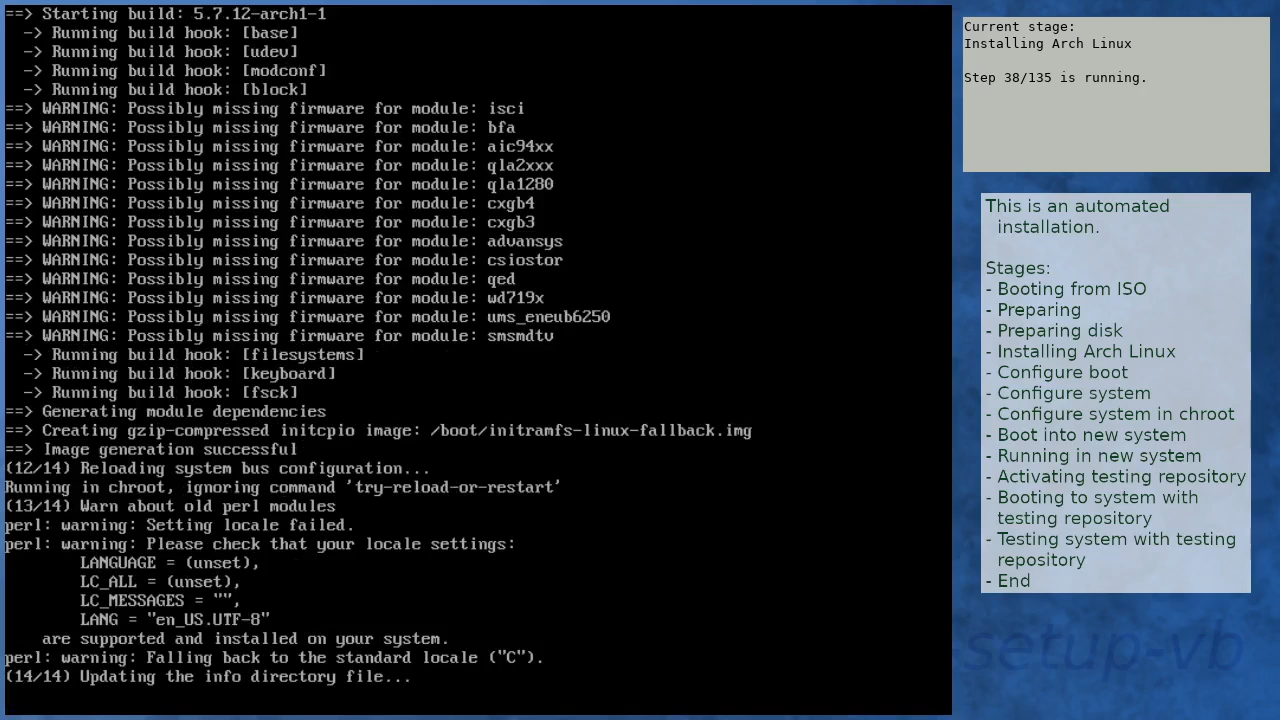 ==> Starting build: 5.7.12-arch1-1
  -> Running build hook: [base]
  -> Running build hook: [udev]
  -> Running build hook: [modconf]
  -> Running build hook: [block]
==> WARNING: Possibly missing firmware for module: isci
==> WARNING: Possibly missing firmware for module: bfa
==> WARNING: Possibly missing firmware for module: aic94xx
==> WARNING: Possibly missing firmware for module: qla2xxx
==> WARNING: Possibly missing firmware for module: qla1280
==> WARNING: Possibly missing firmware for module: cxgb4
==> WARNING: Possibly missing firmware for module: cxgb3
==> WARNING: Possibly missing firmware for module: advansys
==> WARNING: Possibly missing firmware for module: csiostor
==> WARNING: Possibly missing firmware for module: qed
==> WARNING: Possibly missing firmware for module: wd719x
==> WARNING: Possibly missing firmware for module: ums_eneub6250
==> WARNING: Possibly missing firmware for module: smsmdtv
  -> Running build hook: [filesystems]
  -> Running build hook: [keyboard]
  -> Running build hook: [fsck]
==> Generating module dependencies
==> Creating gzip-compressed initcpio image: /boot/initramfs-linux-fallback.img
==> Image generation successful
(12/14) Reloading system bus configuration...
Running in chroot, ignoring command 'try-reload-or-restart'
(13/14) Warn about old perl modules
perl: warning: Setting locale failed.
perl: warning: Please check that your locale settings:
        LANGUAGE = (unset),
        LC_ALL = (unset),
        LC_MESSAGES = "",
        LANG = "en_US.UTF-8"
    are supported and installed on your system.
perl: warning: Falling back to the standard locale ("C").
(14/14) Updating the info directory file...
Current stage:
Installing Arch Linux
Step 38/135 is running.
This is an automated
installation.
Stages:
- Booting from ISO
- Preparing
- Preparing disk
- Installing Arch Linux
- Configure boot
- Configure system
- Configure system in chroot
- Boot into new system
- Running in new system
- Activating testing repository
- Booting to system with
testing repository
- Testing system with testing
repository
- End
setup-vb